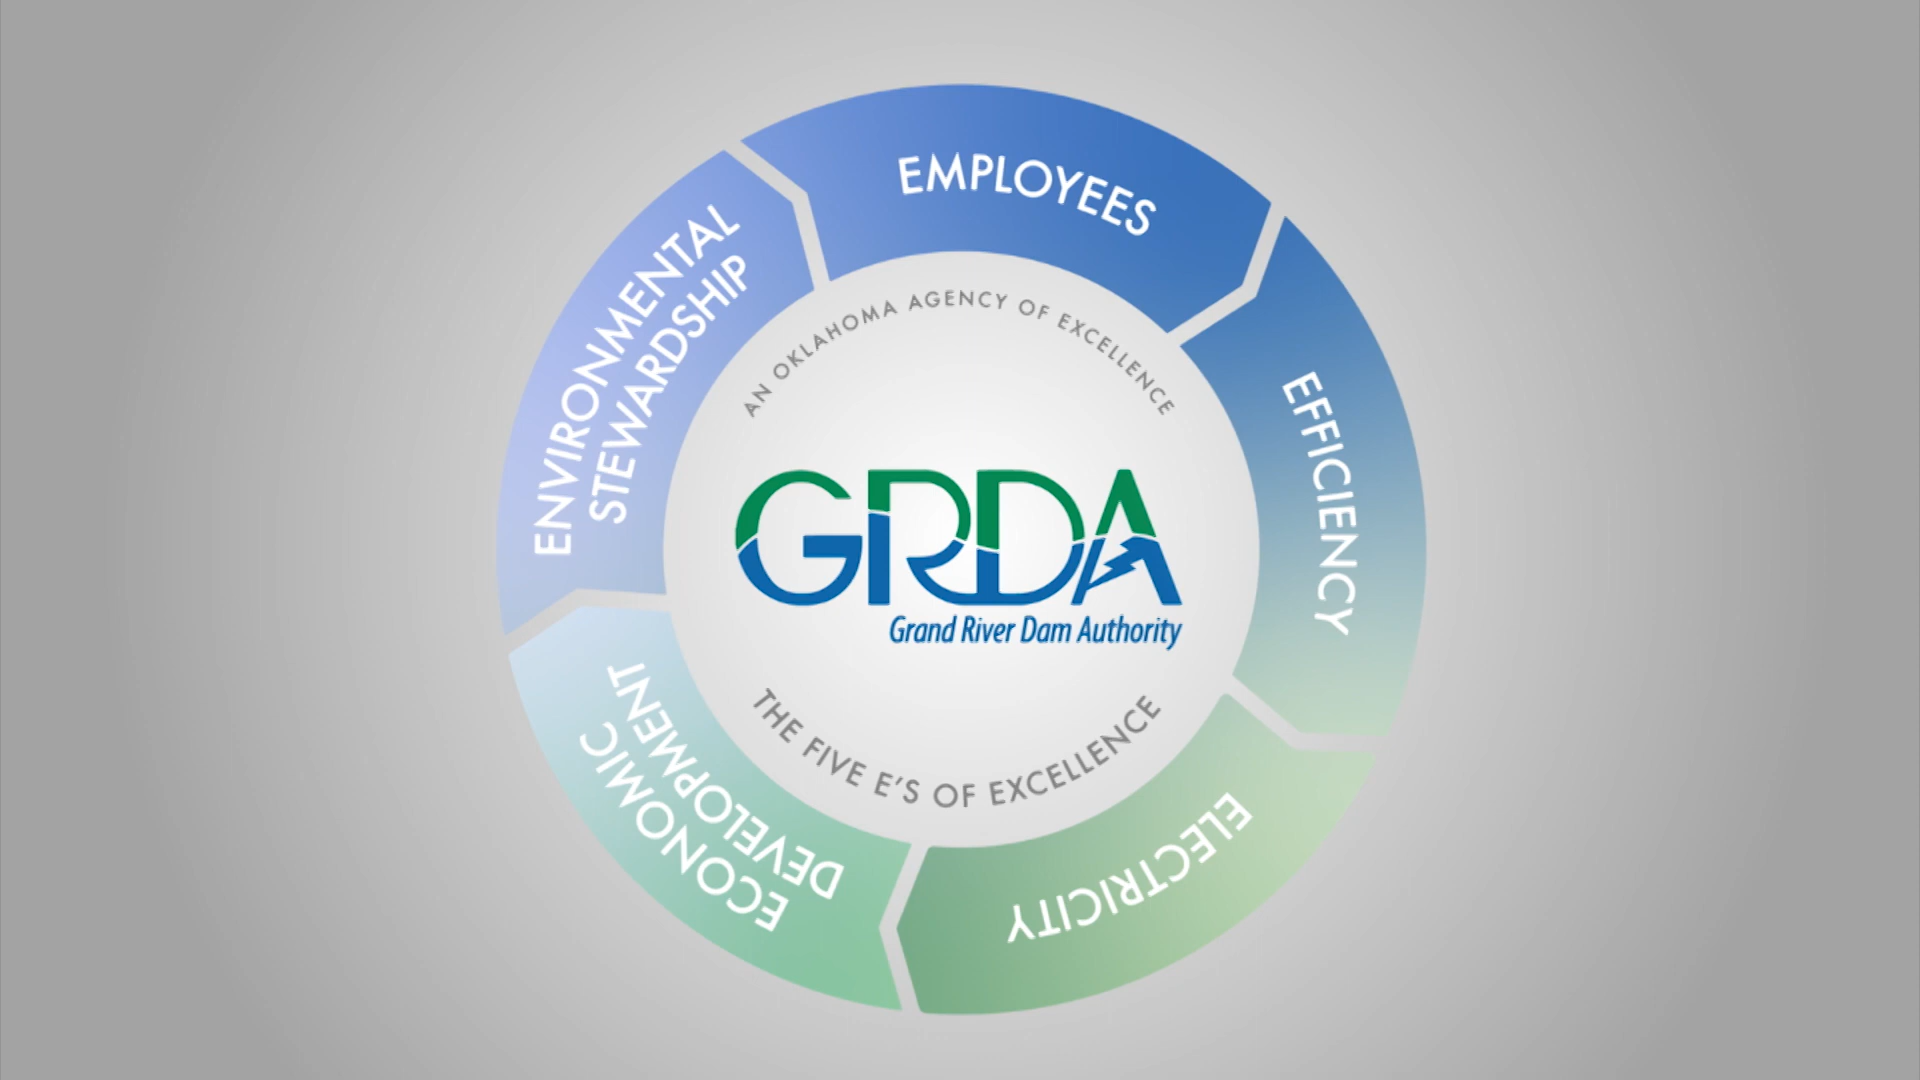 EMPLOYEES
EFFICIENCY
ELECTRICITY
ECONOMIC
DEVELOPMENT
ENVIRONMENTAL
STEWARDSHIP
AN OKLAHOMA AGENCY OF EXCELLENCE
GRDA
Grand River Dam Authority
THE FIVE E'S OF EXCELLENCE